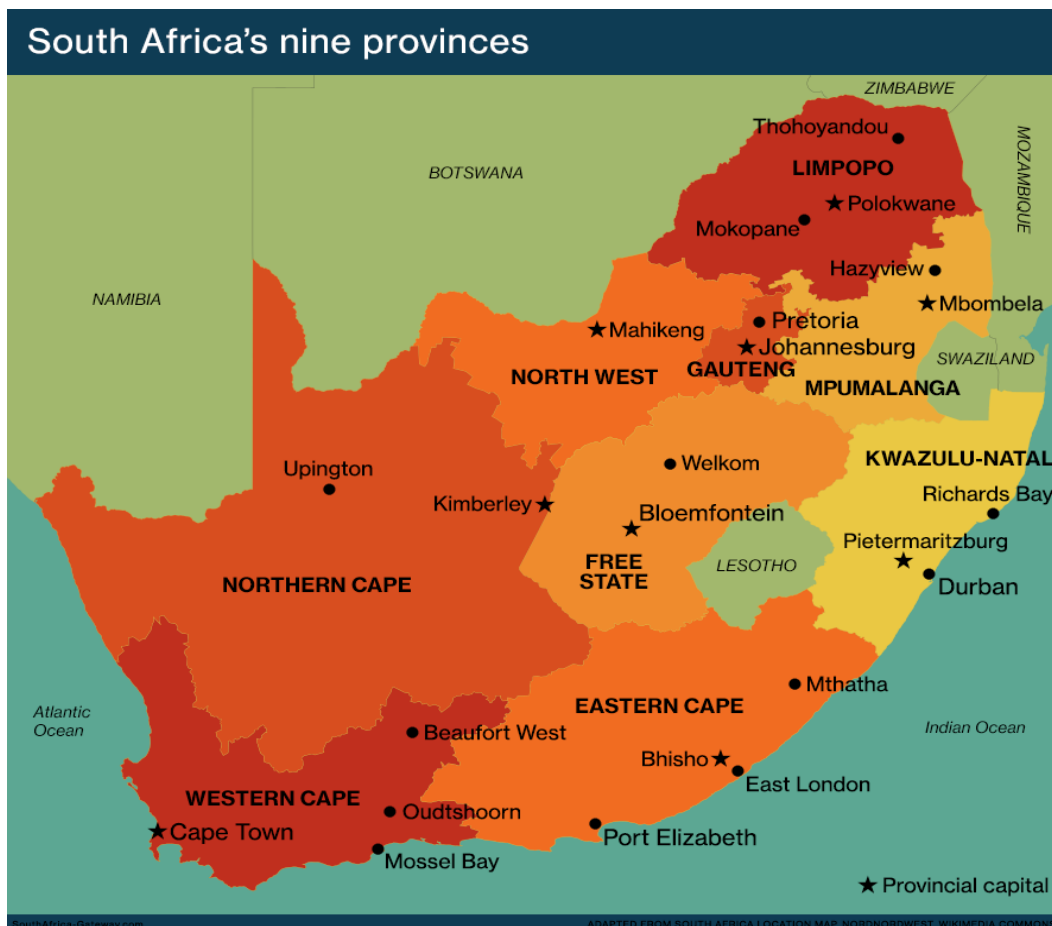 South Africa's nine provinces
ZIMBABWE
Thohoyandou
MOZAMBIQUE
BOTSWANA
LIMPOPO
★ Polokwane
Mokopane
Hazyview
NAMIBIA
★ Mbombela
Pretoria
★ Mahikeng
★ Johannesburg
SWAZILAND
GAUTENG
NORTH WEST
MPUMALANGA
KWAZULU-NATAL
Welkom
Upington
Richards Bay
Kimberley ★
Bloemfontein
★
Pietermaritzburg
★
FREE
STATE
LESOTHO
NORTHERN CAPE
Durban
Mthatha
EASTERN CAPE
Atlantic
Ocean
Indian Ocean
Beaufort West
Bhisho ★
East London
WESTERN CAPE
Oudtshoorn
★ Cape Town
Port Elizabeth
Mossel Bay
★ Provincial capital
SouthAfrica-Gateway.com
ADAPTED FROM SOUTH AFRICA LOCATION MAP, NORDNORDWEST, WIKIMEDIA COMMONS